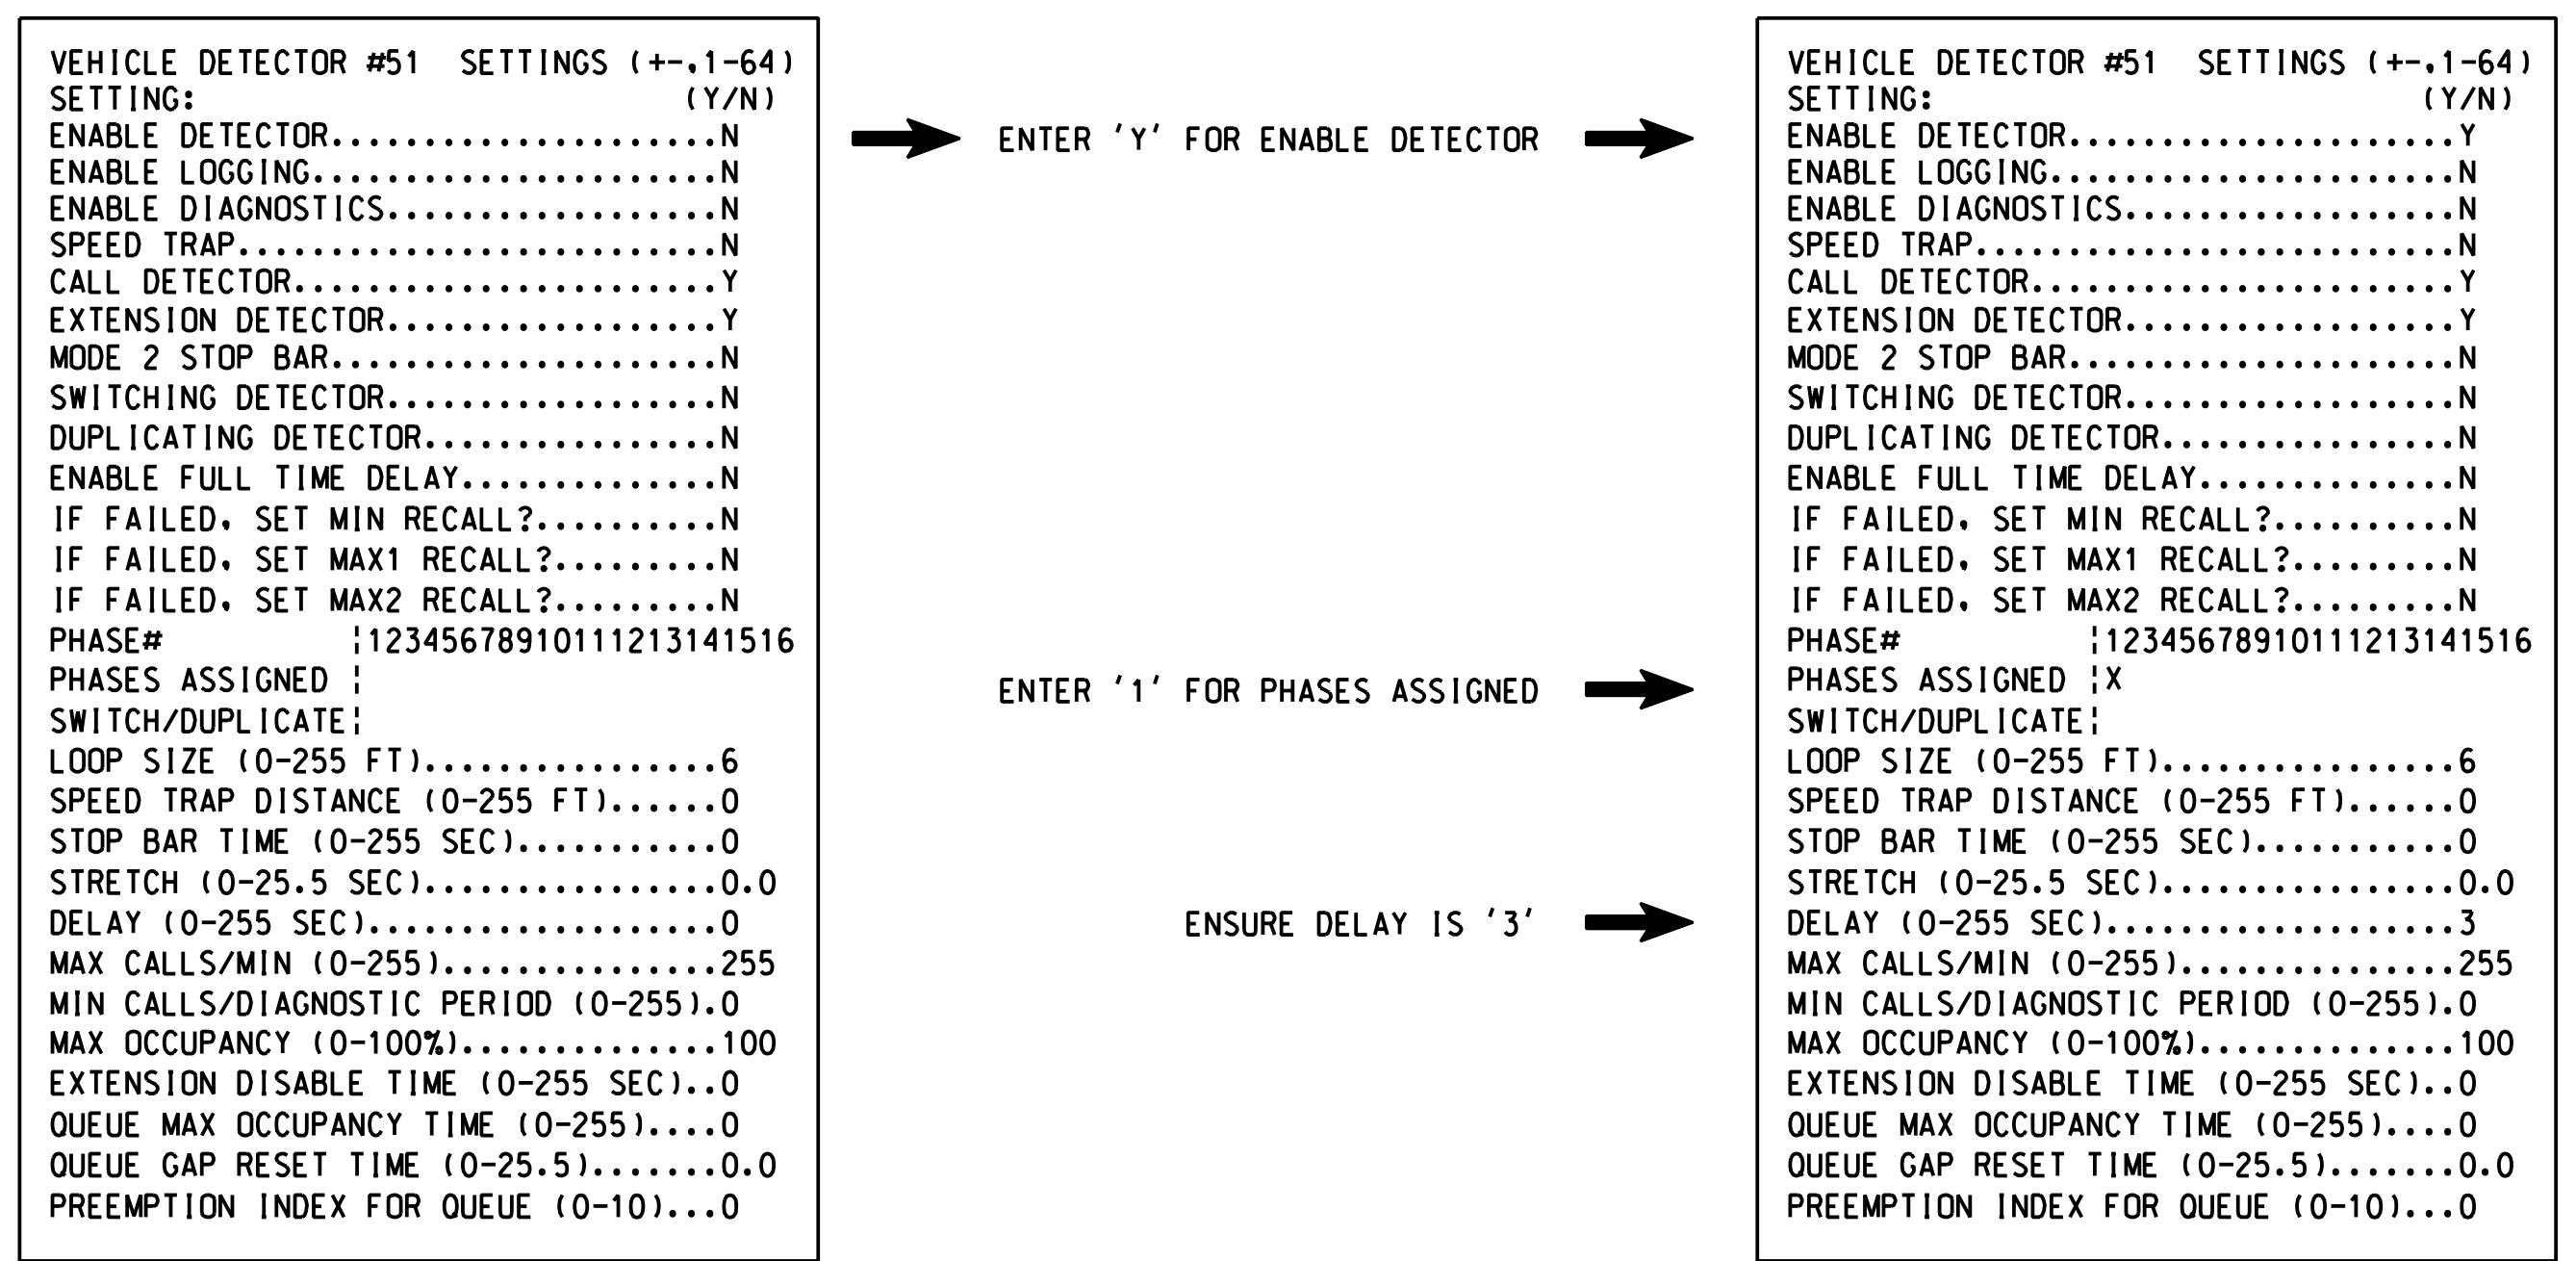 VEHICLE DETECTOR #51  SETTINGS (+-,1-64)
SETTING:                          (Y/N)
ENABLE DETECTOR.....................N
ENABLE LOGGING......................N
ENABLE DIAGNOSTICS..................N
SPEED TRAP..........................N
CALL DETECTOR.......................Y
EXTENSION DETECTOR..................Y
MODE 2 STOP BAR.....................N
SWITCHING DETECTOR..................N
DUPLICATING DETECTOR................N
ENABLE FULL TIME DELAY..............N
IF FAILED, SET MIN RECALL?..........N
IF FAILED, SET MAX1 RECALL?.........N
IF FAILED, SET MAX2 RECALL?.........N
PHASE#          ¦12345678910111213141516
PHASES ASSIGNED ¦
SWITCH/DUPLICATE¦
LOOP SIZE (0-255 FT)................6
SPEED TRAP DISTANCE (0-255 FT)......0
STOP BAR TIME (0-255 SEC)...........0
STRETCH (0-25.5 SEC)................0.0
DELAY (0-255 SEC)...................0
MAX CALLS/MIN (0-255)...............255
MIN CALLS/DIAGNOSTIC PERIOD (0-255).0
MAX OCCUPANCY (0-100%)..............100
EXTENSION DISABLE TIME (0-255 SEC)..0
QUEUE MAX OCCUPANCY TIME (0-255)....0
QUEUE GAP RESET TIME (0-25.5).......0.0
PREEMPTION INDEX FOR QUEUE (0-10)...0
ENTER 'Y' FOR ENABLE DETECTOR
ENTER '1' FOR PHASES ASSIGNED
ENSURE DELAY IS '3'
VEHICLE DETECTOR #51  SETTINGS (+-,1-64)
SETTING:                          (Y/N)
ENABLE DETECTOR.....................Y
ENABLE LOGGING......................N
ENABLE DIAGNOSTICS..................N
SPEED TRAP..........................N
CALL DETECTOR.......................Y
EXTENSION DETECTOR..................Y
MODE 2 STOP BAR.....................N
SWITCHING DETECTOR..................N
DUPLICATING DETECTOR................N
ENABLE FULL TIME DELAY..............N
IF FAILED, SET MIN RECALL?..........N
IF FAILED, SET MAX1 RECALL?.........N
IF FAILED, SET MAX2 RECALL?.........N
PHASE#          ¦12345678910111213141516
PHASES ASSIGNED ¦X
SWITCH/DUPLICATE¦
LOOP SIZE (0-255 FT)................6
SPEED TRAP DISTANCE (0-255 FT)......0
STOP BAR TIME (0-255 SEC)...........0
STRETCH (0-25.5 SEC)................0.0
DELAY (0-255 SEC)...................3
MAX CALLS/MIN (0-255)...............255
MIN CALLS/DIAGNOSTIC PERIOD (0-255).0
MAX OCCUPANCY (0-100%)..............100
EXTENSION DISABLE TIME (0-255 SEC)..0
QUEUE MAX OCCUPANCY TIME (0-255)....0
QUEUE GAP RESET TIME (0-25.5).......0.0
PREEMPTION INDEX FOR QUEUE (0-10)...0